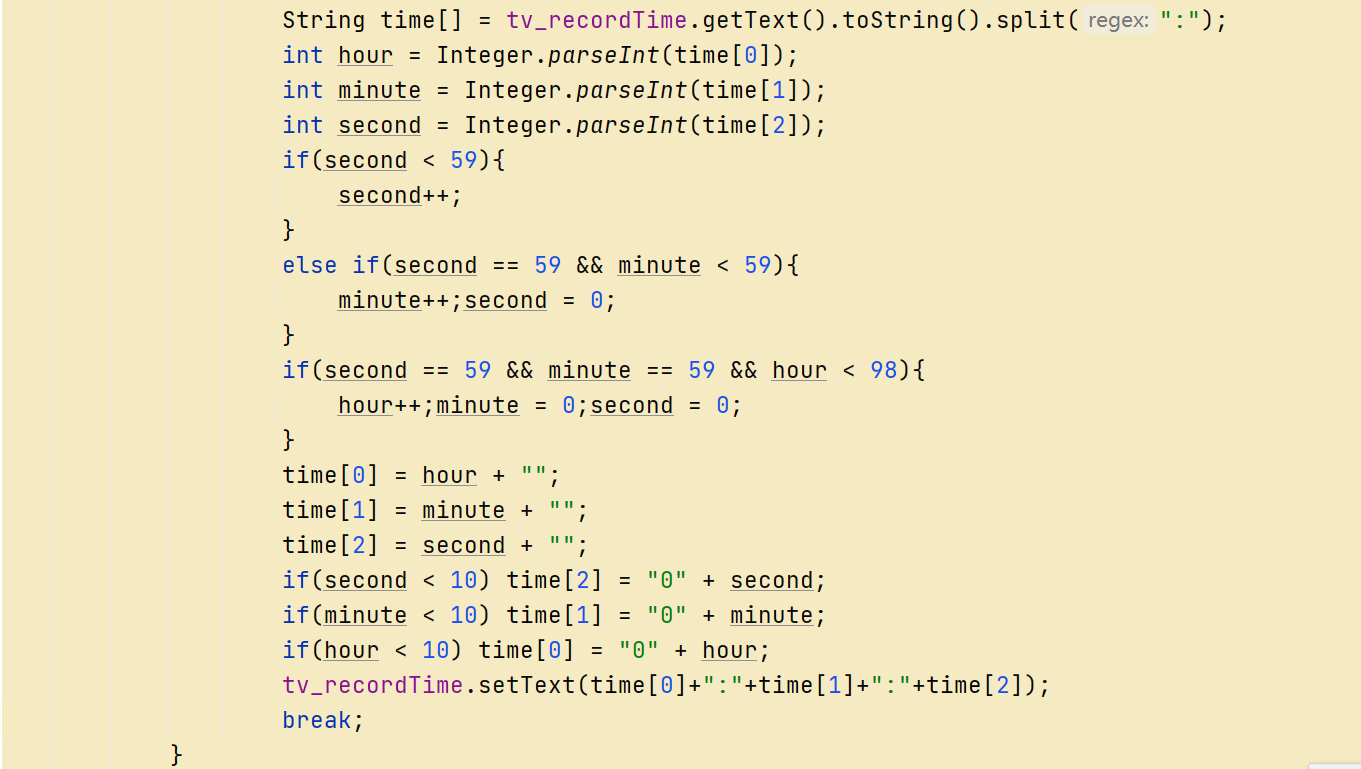 String time[] = tv_recordTime.getText().toString().split( regex: ":");
int hour = Integer.parseInt(time[0]);
int minute = Integer.parseInt(time[1]);
int second = Integer.parseInt(time[2]);
if(second < 59){
    second++;
}
else if(second == 59 && minute < 59){
    minute++;second = 0;
}
if(second == 59 && minute == 59 && hour < 98){
    hour++;minute = 0;second = 0;
}
time[0] = hour + "";
time[1] = minute + "";
time[2] = second + "";
if(second < 10) time[2] = "0" + second;
if(minute < 10) time[1] = "0" + minute;
if(hour < 10) time[0] = "0" + hour;
tv_recordTime.setText(time[0]+":"+time[1]+":"+time[2]);
break;
}